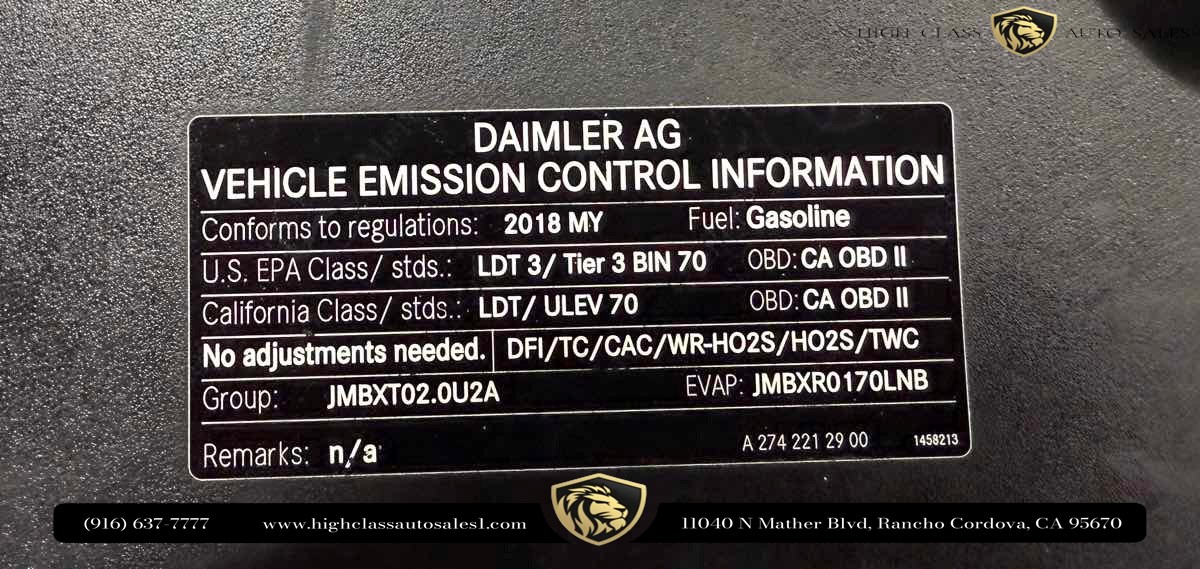 HIGH CLASS AUTO SALES
DAIMLER AG
VEHICLE EMISSION CONTROL INFORMATION
Conforms to regulations: 2018 MY Fuel: Gasoline
U.S. EPA Class/ stds.: LDT 3/ Tier 3 BIN 70 OBD: CA OBD II
California Class/ stds.: LDT/ ULEV 70 OBD: CA OBD II
No adjustments needed. DFI/TC/CAC/WR-HO2S/HO2S/TWC
Group: JMBXT02.0U2A EVAP: JMBXR0170LNB
Remarks: n/a A 274 221 29 00 1458213
(916) 637-7777 www.highclassautosales1.com 11040 N Mather Blvd, Rancho Cordova, CA 95670